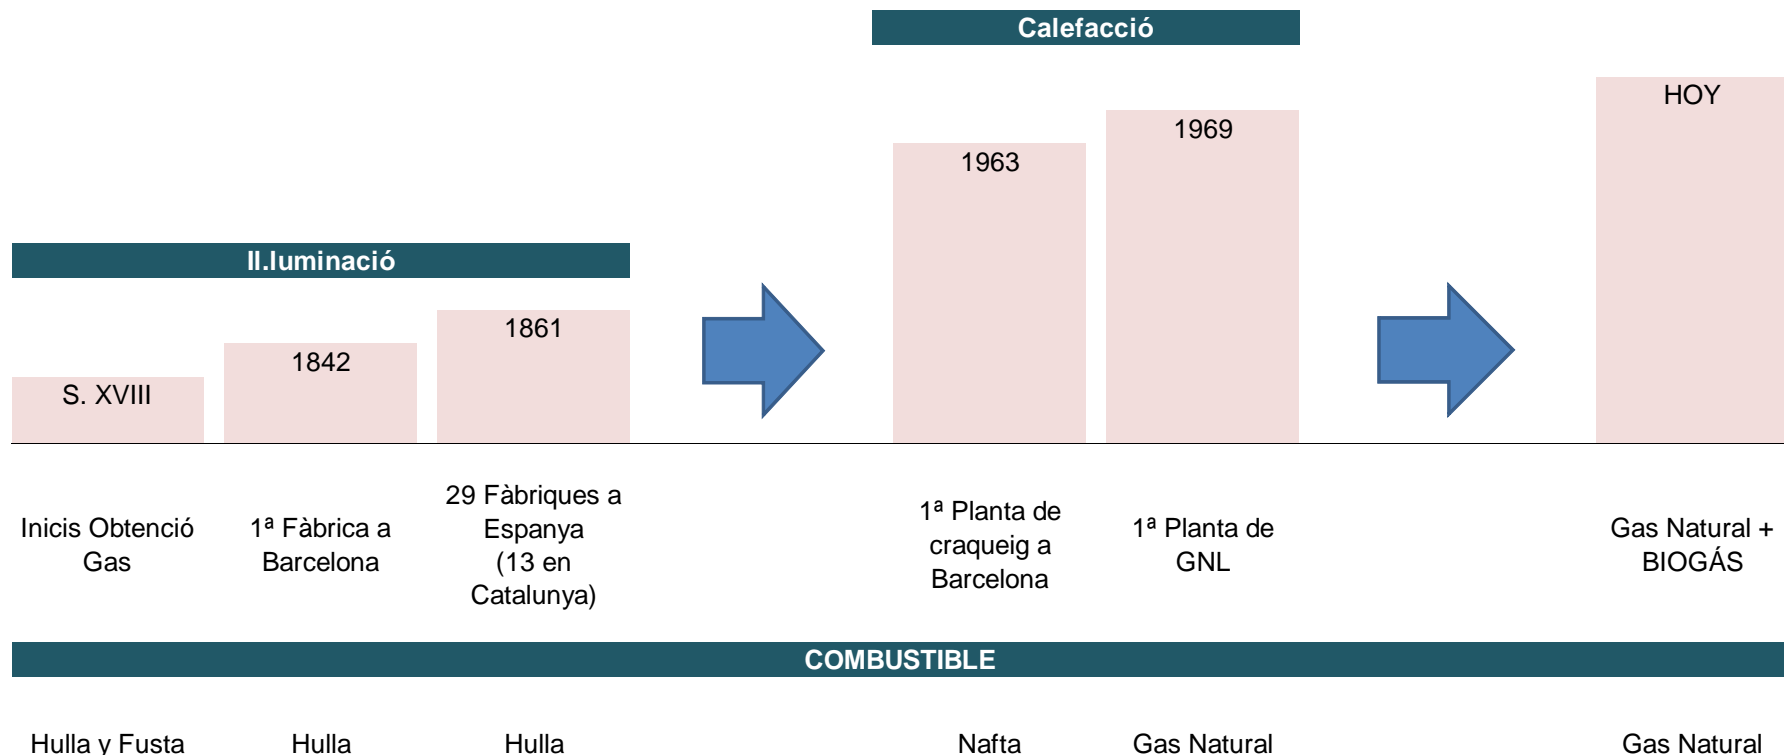 Calefacció
HOY
1969
1963
Il.luminació
1861
1842
S. XVIII
Inicis Obtenció
Gas
1ª Fàbrica a
Barcelona
29 Fàbriques a
Espanya
(13 en
Catalunya)
1ª Planta de
craqueig a
Barcelona
1ª Planta de
GNL
Gas Natural +
BIOGÁS
COMBUSTIBLE
Hulla y Fusta
Hulla
Hulla
Nafta
Gas Natural
Gas Natural